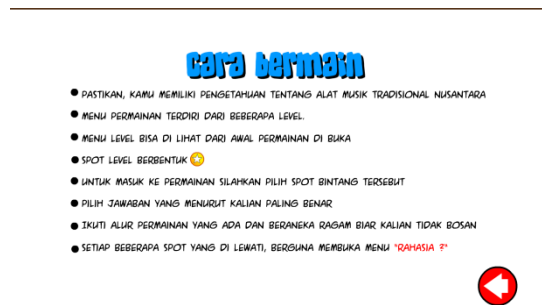 Cara bermain
PASTIKAN, KAMU MEMILIKI PENGETAHUAN TENTANG ALAT MUSIK TRADISIONAL NUSANTARA
MENU PERMAINAN TERDIRI DARI BEBERAPA LEVEL.
MENU LEVEL BISA DI LIHAT DARI AWAL PERMAINAN DI BUKA
SPOT LEVEL BERBENTUK
UNTUK MASUK KE PERMAINAN SILAHKAN PILIH SPOT BINTANG TERSEBUT
PILIH JAWABAN YANG MENURUT KALIAN PALING BENAR
IKUTI ALUR PERMAINAN YANG ADA DAN BERANEKA RAGAM BIAR KALIAN TIDAK BOSAN
SETIAP BEBERAPA SPOT YANG DI LEWATI, BERGUNA MEMBUKA MENU "RAHASIA ?"